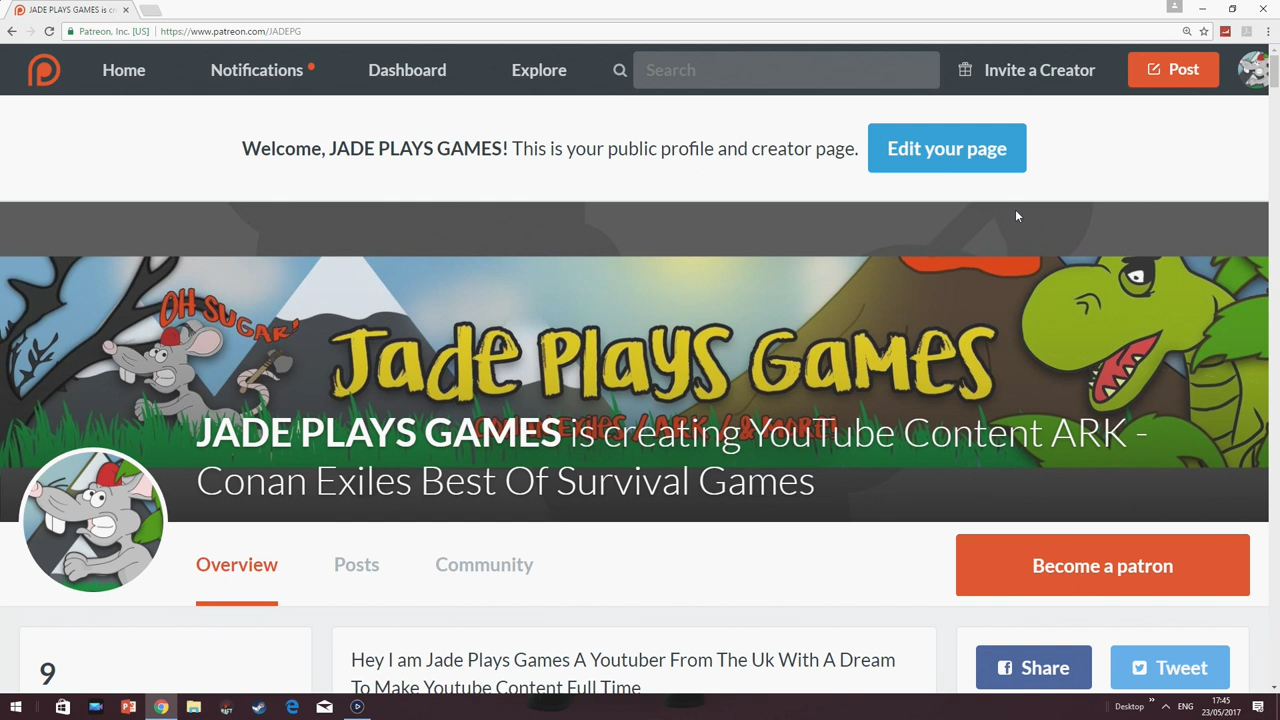 JADE PLAYS GAMES is cr
Patreon, Inc. [US] https://www.patreon.com/JADEPG
Home Notifications Dashboard Explore Search Invite a Creator Post
Welcome, JADE PLAYS GAMES! This is your public profile and creator page. Edit your page
OH SUGAR!
Jade Plays Games
JADE PLAYS GAMES is creating YouTube Content ARK -
Conan Exiles Best Of Survival Games
Overview Posts Community Become a patron
9
Hey I am Jade Plays Games A Youtuber From The Uk With A Dream
To Make Youtube Content Full Time
Share Tweet
Desktop ENG 17:45
23/05/2017